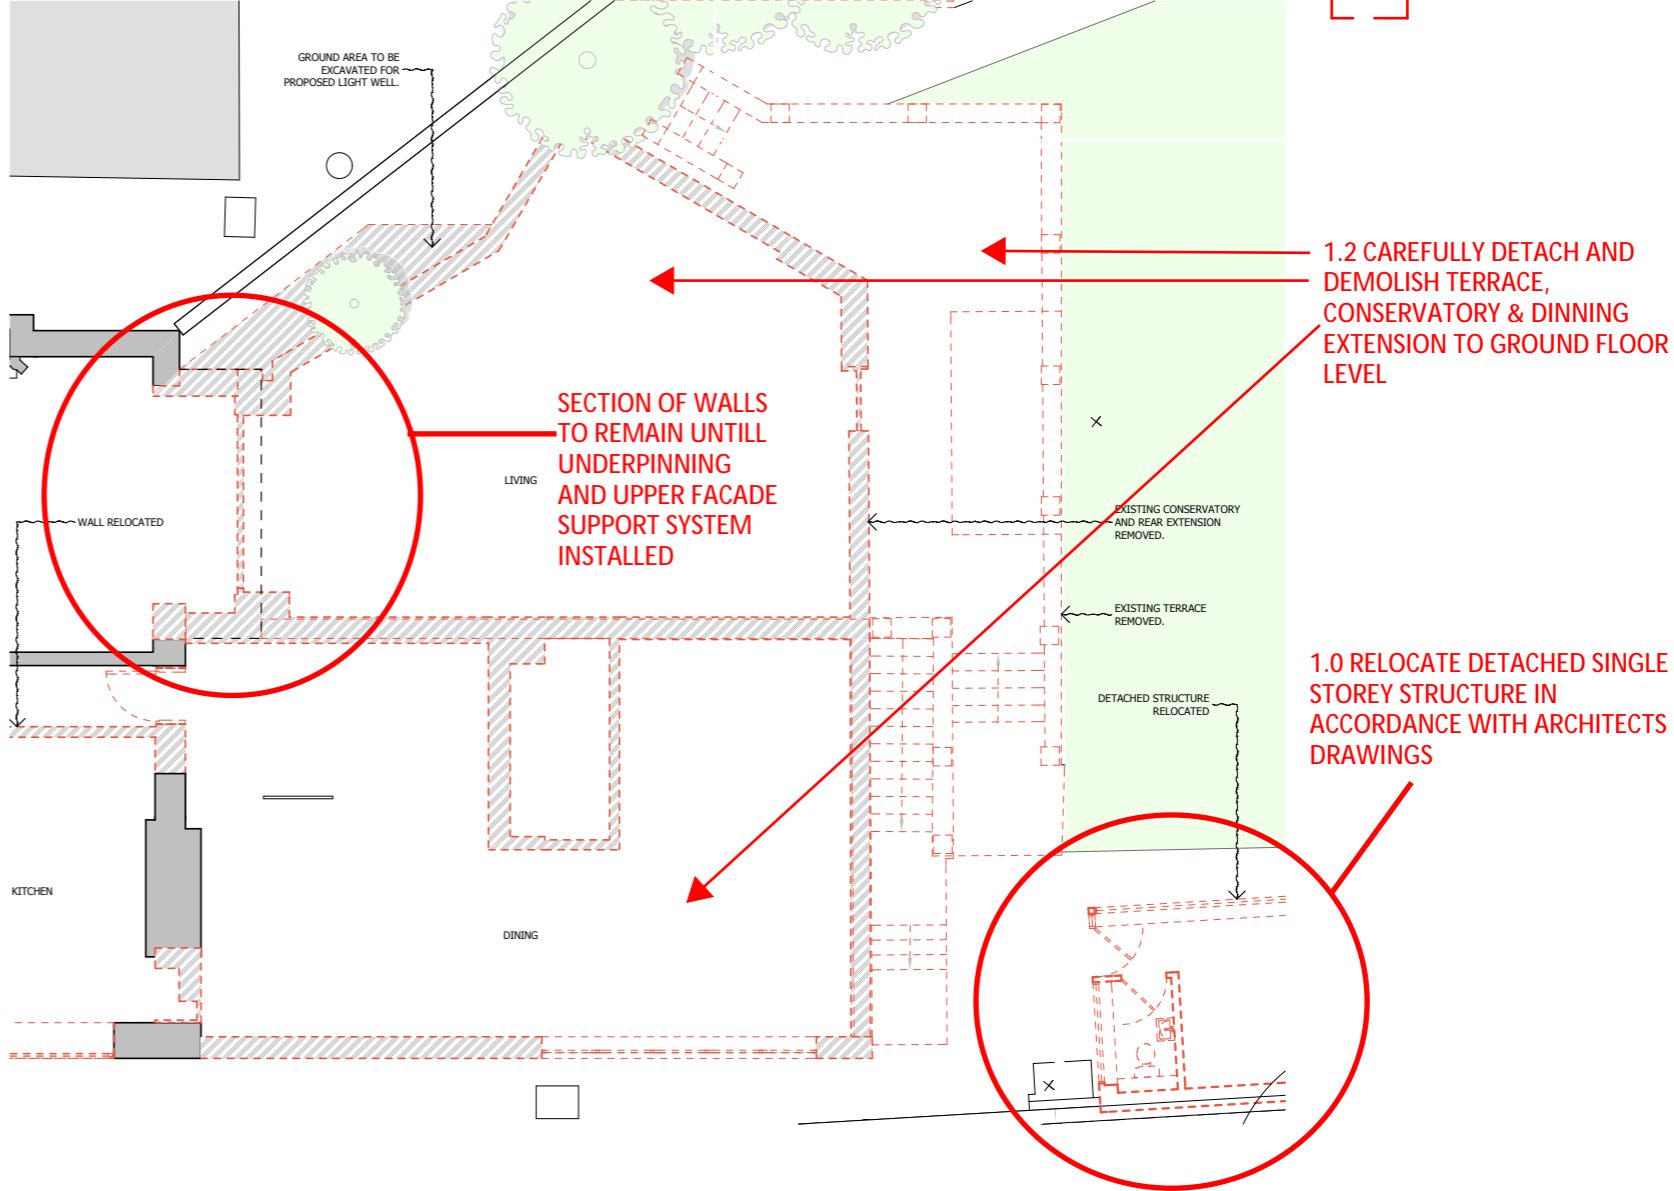 GROUND AREA TO BE
EXCAVATED FOR
PROPOSED LIGHT WELL.
1.2 CAREFULLY DETACH AND
DEMOLISH TERRACE,
CONSERVATORY & DINNING
EXTENSION TO GROUND FLOOR
LEVEL
SECTION OF WALLS
TO REMAIN UNTILL
UNDERPINNING
AND UPPER FACADE
SUPPORT SYSTEM
INSTALLED
LIVING
WALL RELOCATED
EXISTING CONSERVATORY
AND REAR EXTENSION
REMOVED.
EXISTING TERRACE
REMOVED.
1.0 RELOCATE DETACHED SINGLE
STOREY STRUCTURE IN
ACCORDANCE WITH ARCHITECTS
DRAWINGS
DETACHED STRUCTURE
RELOCATED
KITCHEN
DINING